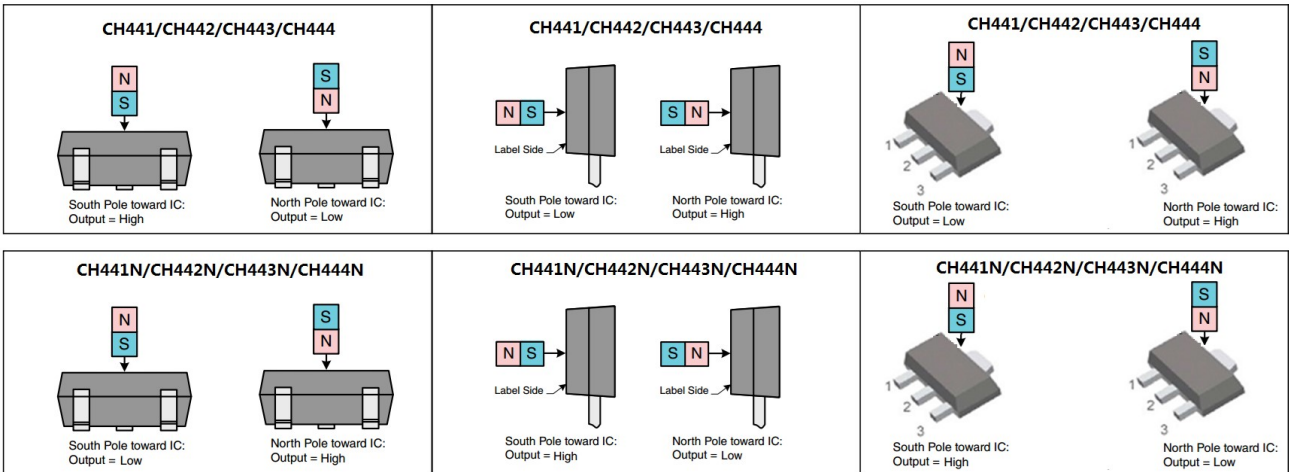 CH441/CH442/CH443/CH444
N
S
S
N
South Pole toward IC:
Output = High
North Pole toward IC:
Output = Low
CH441/CH442/CH443/CH444
N S
S N
Label Side
Label Side
South Pole toward IC:
Output = Low
North Pole toward IC:
Output = High
CH441/CH442/CH443/CH444
N
S
S
N
1
2
3
1
2
3
South Pole toward IC:
Output = Low
North Pole toward IC:
Output = High
CH441N/CH442N/CH443N/CH444N
N
S
S
N
South Pole toward IC:
Output = Low
North Pole toward IC:
Output = High
CH441N/CH442N/CH443N/CH444N
N S
S N
Label Side
Label Side
South Pole toward IC:
Output = High
North Pole toward IC:
Output = Low
CH441N/CH442N/CH443N/CH444N
N
S
S
N
1
2
3
1
2
3
South Pole toward IC:
Output = High
North Pole toward IC:
Output = Low